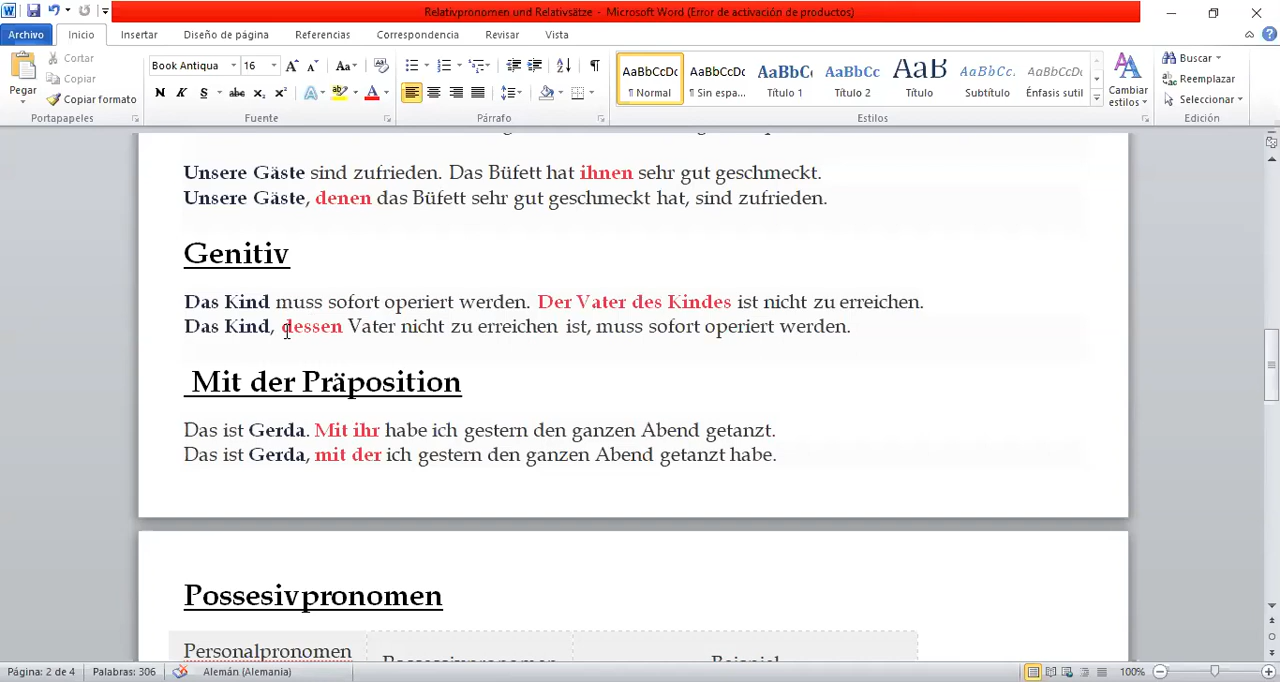 Relativpronomen und Relativsätze - Microsoft Word (Error de activación de productos)
Archivo Inicio Insertar Diseño de página Referencias Correspondencia Revisar Vista
Pegar Cortar Copiar Copiar formato Portapapeles
Book Antiqua 16 Aa
N K S abc x₂ x² A A Fuente
Párrafo
AaBbCcDc ¶ Normal AaBbCcDc ¶ Sin espa... AaBbC Título 1 AaBbCc Título 2 AaB Título AaBbCc. Subtítulo AaBbCcDc Énfasis sutil Cambiar estilos Estilos
Buscar Reemplazar Seleccionar Edición
Unsere Gäste sind zufrieden. Das Büfett hat ihnen sehr gut geschmeckt.
Unsere Gäste, denen das Büfett sehr gut geschmeckt hat, sind zufrieden.
Genitiv
Das Kind muss sofort operiert werden. Der Vater des Kindes ist nicht zu erreichen.
Das Kind, dessen Vater nicht zu erreichen ist, muss sofort operiert werden.
Mit der Präposition
Das ist Gerda. Mit ihr habe ich gestern den ganzen Abend getanzt.
Das ist Gerda, mit der ich gestern den ganzen Abend getanzt habe.
Possesivpronomen
Personalpronomen
Beispiel
Página: 2 de 4 Palabras: 306 Alemán (Alemania) 100%